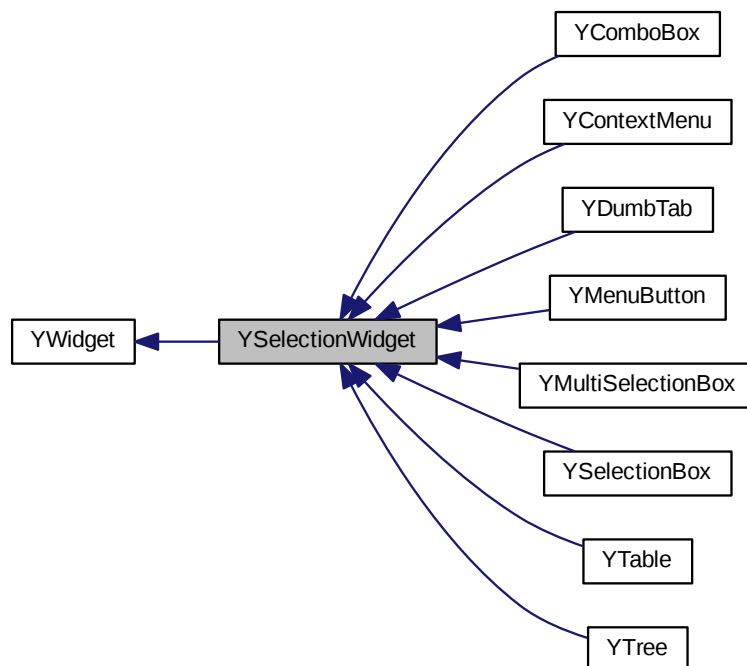 YComboBox
YContextMenu
YDumbTab
YMenuButton
YWidget
YSelectionWidget
YMultiSelectionBox
YSelectionBox
YTable
YTree